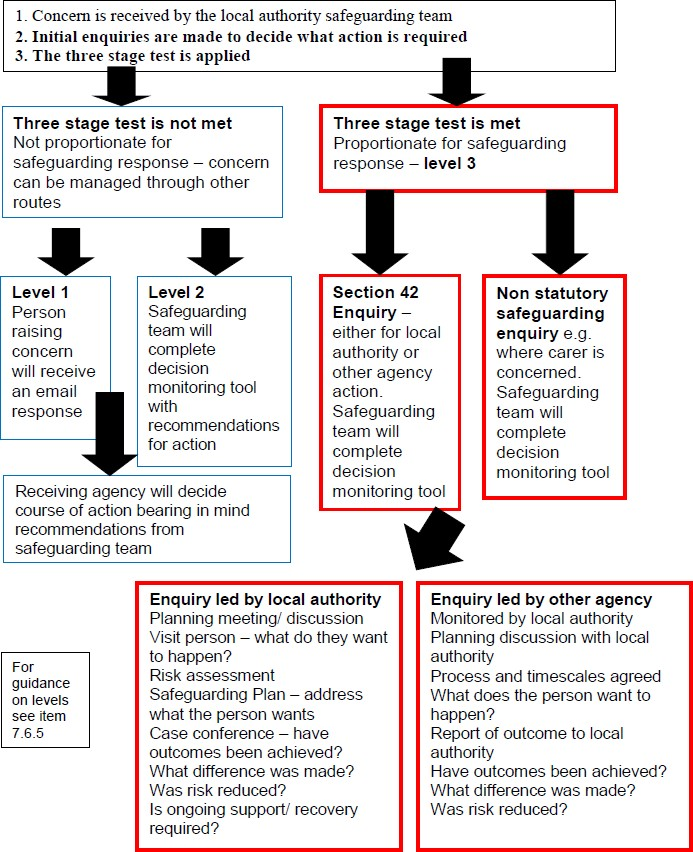 1. Concern is received by the local authority safeguarding team
2. Initial enquiries are made to decide what action is required
3. The three stage test is applied
Three stage test is not met
Not proportionate for
safeguarding response – concern
can be managed through other
routes
Three stage test is met
Proportionate for safeguarding
response – level 3
Level 1
Person
raising
concern
will receive
an email
response
Level 2
Safeguarding
team will
complete
decision
monitoring tool
with
recommendations
for action
Section 42
Enquiry –
either for local
authority or
other agency
action.
Safeguarding
team will
complete
decision
monitoring tool
Non statutory
safeguarding
enquiry e.g.
where carer is
concerned.
Safeguarding
team will
complete
decision
monitoring tool
Receiving agency will decide
course of action bearing in mind
recommendations from
safeguarding team
Enquiry led by local authority
Planning meeting/ discussion
Visit person – what do they want
to happen?
Risk assessment
Safeguarding Plan – address
what the person wants
Case conference – have
outcomes been achieved?
What difference was made?
Was risk reduced?
Is ongoing support/ recovery
required?
Enquiry led by other agency
Monitored by local authority
Planning discussion with local
authority
Process and timescales agreed
What does the person want to
happen?
Report of outcome to local
authority
Have outcomes been achieved?
What difference was made?
Was risk reduced?
For
guidance
on levels
see item
7.6.5